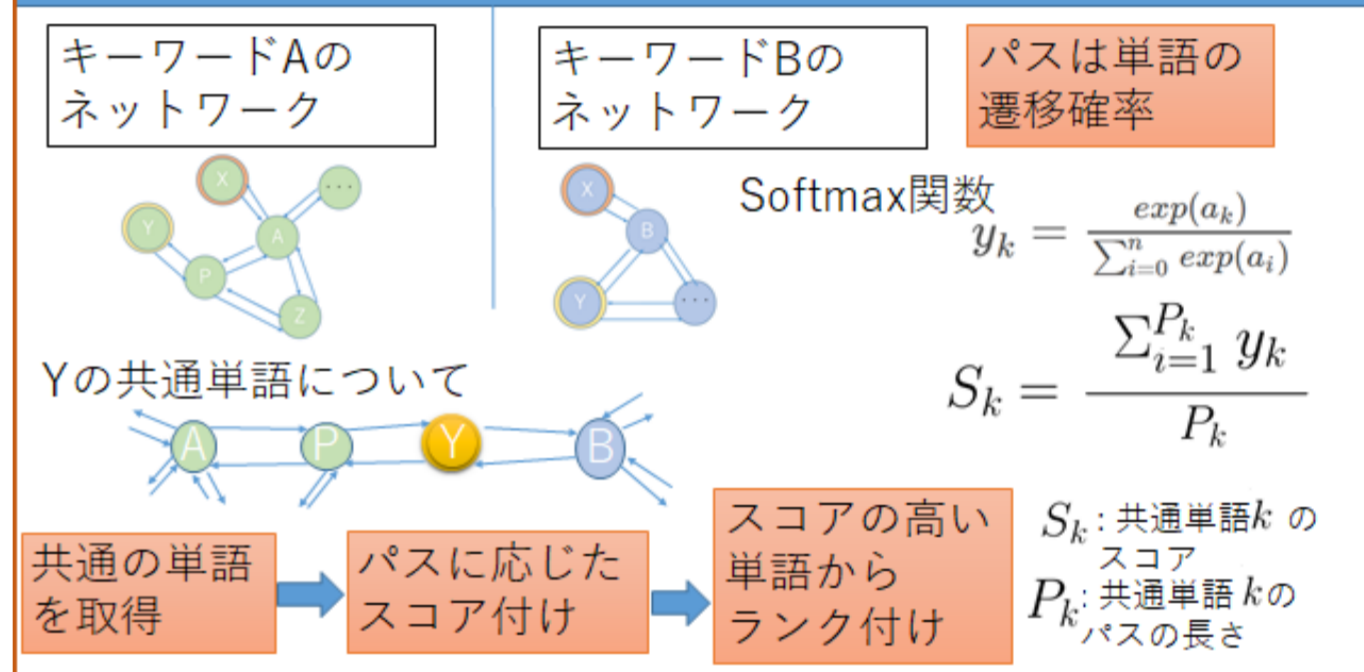 キーワードAの
ネットワーク
キーワードBの
ネットワーク
パスは単語の
遷移確率
X
...
Y
A
P
Z
X
B
Y
...
Softmax関数
y_k = exp(a_k) / ∑_{i=0}^{n} exp(a_i)
S_k = ∑_{i=1}^{P_k} y_k / P_k
Yの共通単語について
A P Y B
共通の単語
を取得
パスに応じた
スコア付け
スコアの高い
単語から
ランク付け
S_k : 共通単語k の
スコア
P_k : 共通単語 kの
パスの長さ